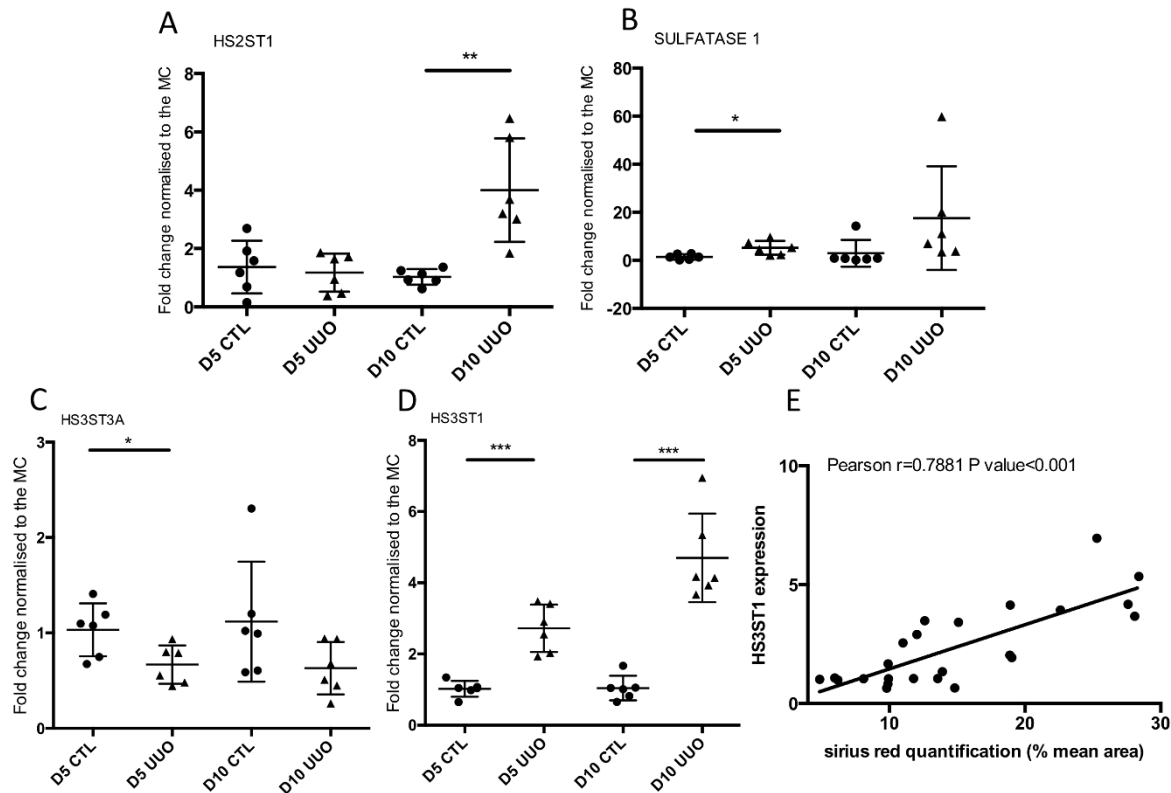 A
HS2ST1
Fold change normalised to the MC
8
6
4
2
0
**
D5 CTL
D5 UUO
D10 CTL
D10 UUO
B
SULFATASE 1
Fold change normalised to the MC
80
60
40
20
0
-20
*
D5 CTL
D5 UUO
D10 CTL
D10 UUO
C
HS3ST3A
Fold change normalised to the MC
3
2
1
0
*
D5 CTL
D5 UUO
D10 CTL
D10 UUO
D
HS3ST1
Fold change normalised to the MC
8
6
4
2
0
***
***
D5 CTL
D5 UUO
D10 CTL
D10 UUO
E
Pearson r=0.7881 P value<0.001
HS3ST1 expression
10
5
0
10
20
30
sirius red quantification (% mean area)